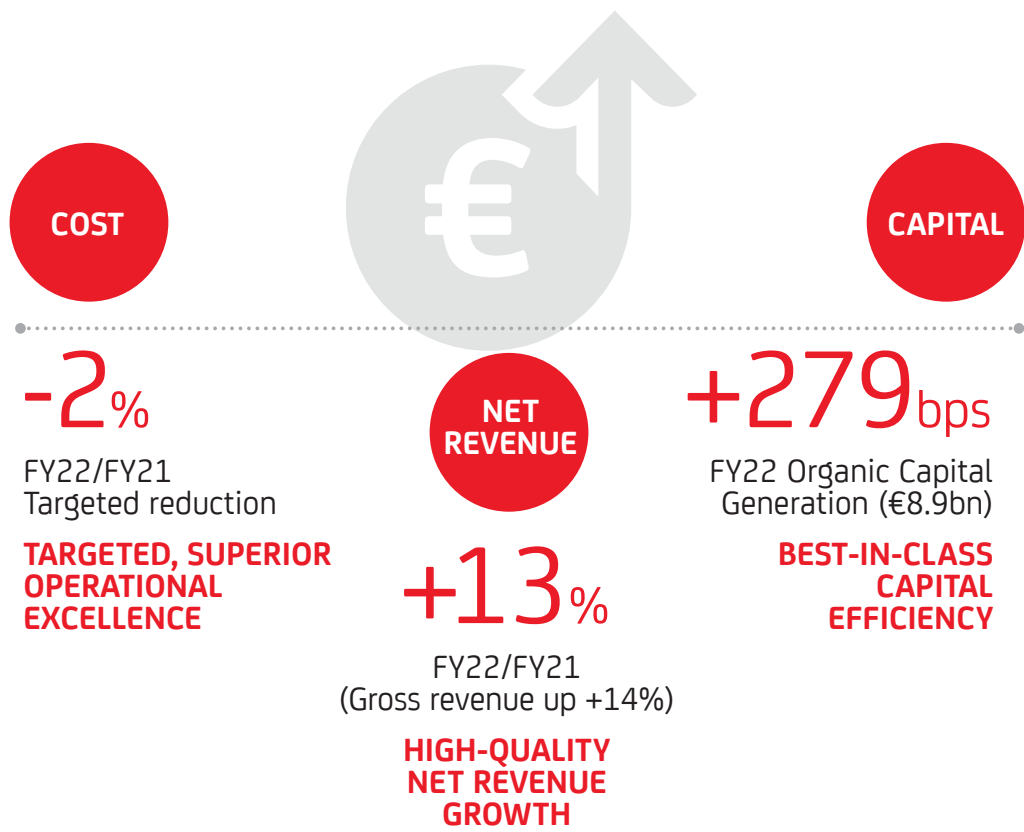 €
COST
-2%
FY22/FY21
Targeted reduction
TARGETED, SUPERIOR
OPERATIONAL
EXCELLENCE
NET
REVENUE
+13%
FY22/FY21
(Gross revenue up +14%)
HIGH-QUALITY
NET REVENUE
GROWTH
CAPITAL
+279bps
FY22 Organic Capital
Generation (€8.9bn)
BEST-IN-CLASS
CAPITAL
EFFICIENCY